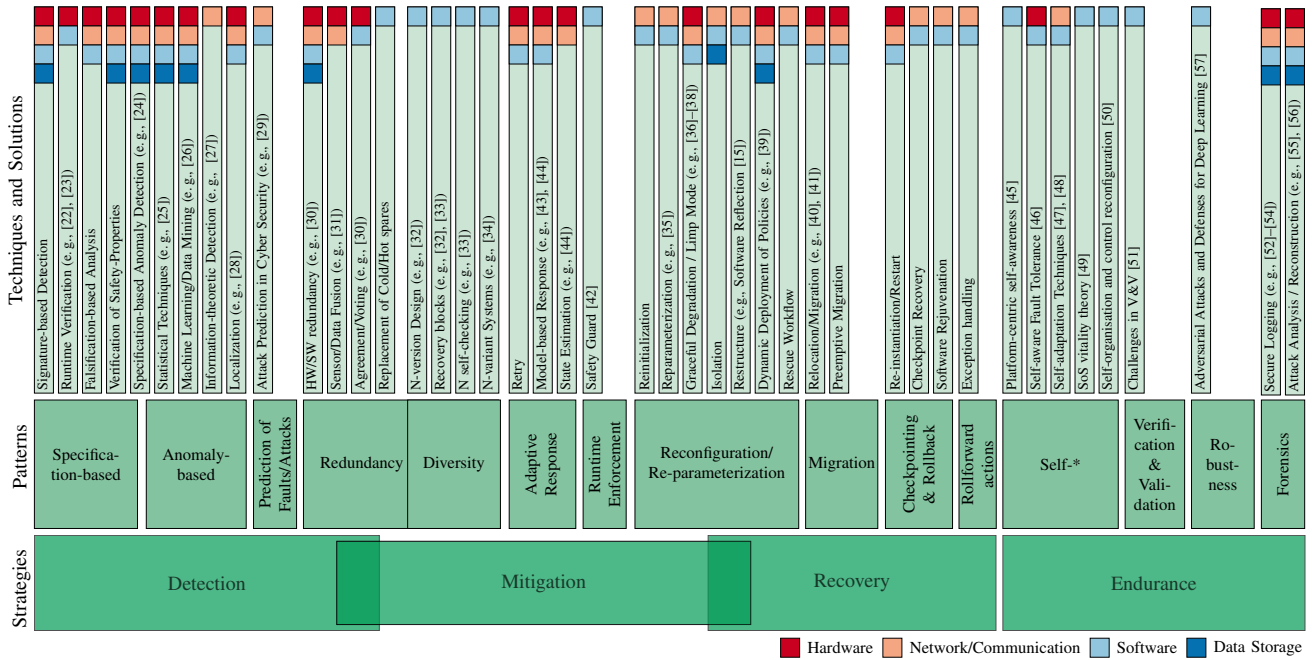 Techniques and Solutions
Signature-based Detection
Runtime Verification (e. g., [22], [23])
Falsification-based Analysis
Verification of Safety-Properties
Specification-based Anomaly Detection (e. g., [24])
Statistical Techniques (e. g., [25])
Machine Learning/Data Mining (e. g., [26])
Information-theoretic Detection (e. g., [27])
Localization (e. g., [28])
Attack Prediction in Cyber Security (e. g., [29])
HW/SW redundancy (e. g., [30])
Sensor/Data Fusion (e. g., [31])
Agreement/Voting (e. g., [30])
Replacement of Cold/Hot spares
N-version Design (e. g., [32])
Recovery blocks (e. g., [32], [33])
N self-checking (e. g., [33])
N-variant Systems (e. g., [34])
Retry
Model-based Response (e. g., [43], [44])
State Estimation (e. g., [44])
Safety Guard [42]
Reinitialization
Reparameterization (e. g., [35])
Graceful Degradation / Limp Mode (e. g., [36]–[38])
Isolation
Restructure (e. g., Software Reflection [15])
Dynamic Deployment of Policies (e. g., [39])
Rescue Workflow
Relocation/Migration (e. g., [40], [41])
Preemptive Migration
Re-instantiation/Restart
Checkpoint Recovery
Software Rejuvenation
Exception handling
Platform-centric self-awareness [45]
Self-aware Fault Tolerance [46]
Self-adaptation Techniques [47], [48]
SoS vitality theory [49]
Self-organisation and control reconfiguration [50]
Challenges in V&V [51]
Adversarial Attacks and Defenses for Deep Learning [57]
Secure Logging (e. g., [52]–[54])
Attack Analysis / Reconstruction (e. g., [55], [56])
Patterns
Specifica-
tion-based
Anomaly-
based
Prediction of
Faults/Attacks
Redundancy
Diversity
Adaptive
Response
Runtime
Enforcement
Reconfiguration/
Re-parameterization
Migration
Checkpointing
& Rollback
Rollforward
actions
Self-*
Verifi-
cation
&
Vali-
dation
Ro-
bust-
ness
Forensics
Strategies
Detection
Mitigation
Recovery
Endurance
Hardware
Network/Communication
Software
Data Storage